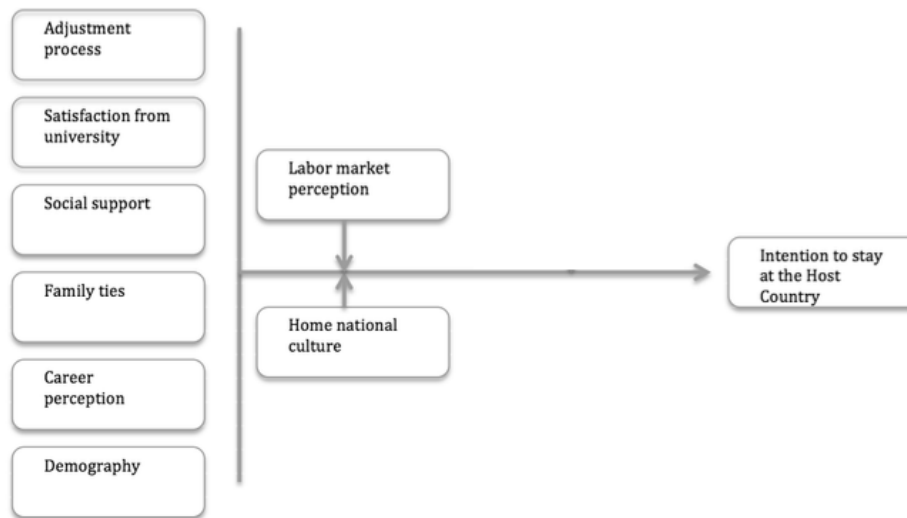 Adjustment
process
Satisfaction from
university
Social support
Family ties
Career
perception
Demography
Labor market
perception
Home national
culture
Intention to stay
at the Host
Country